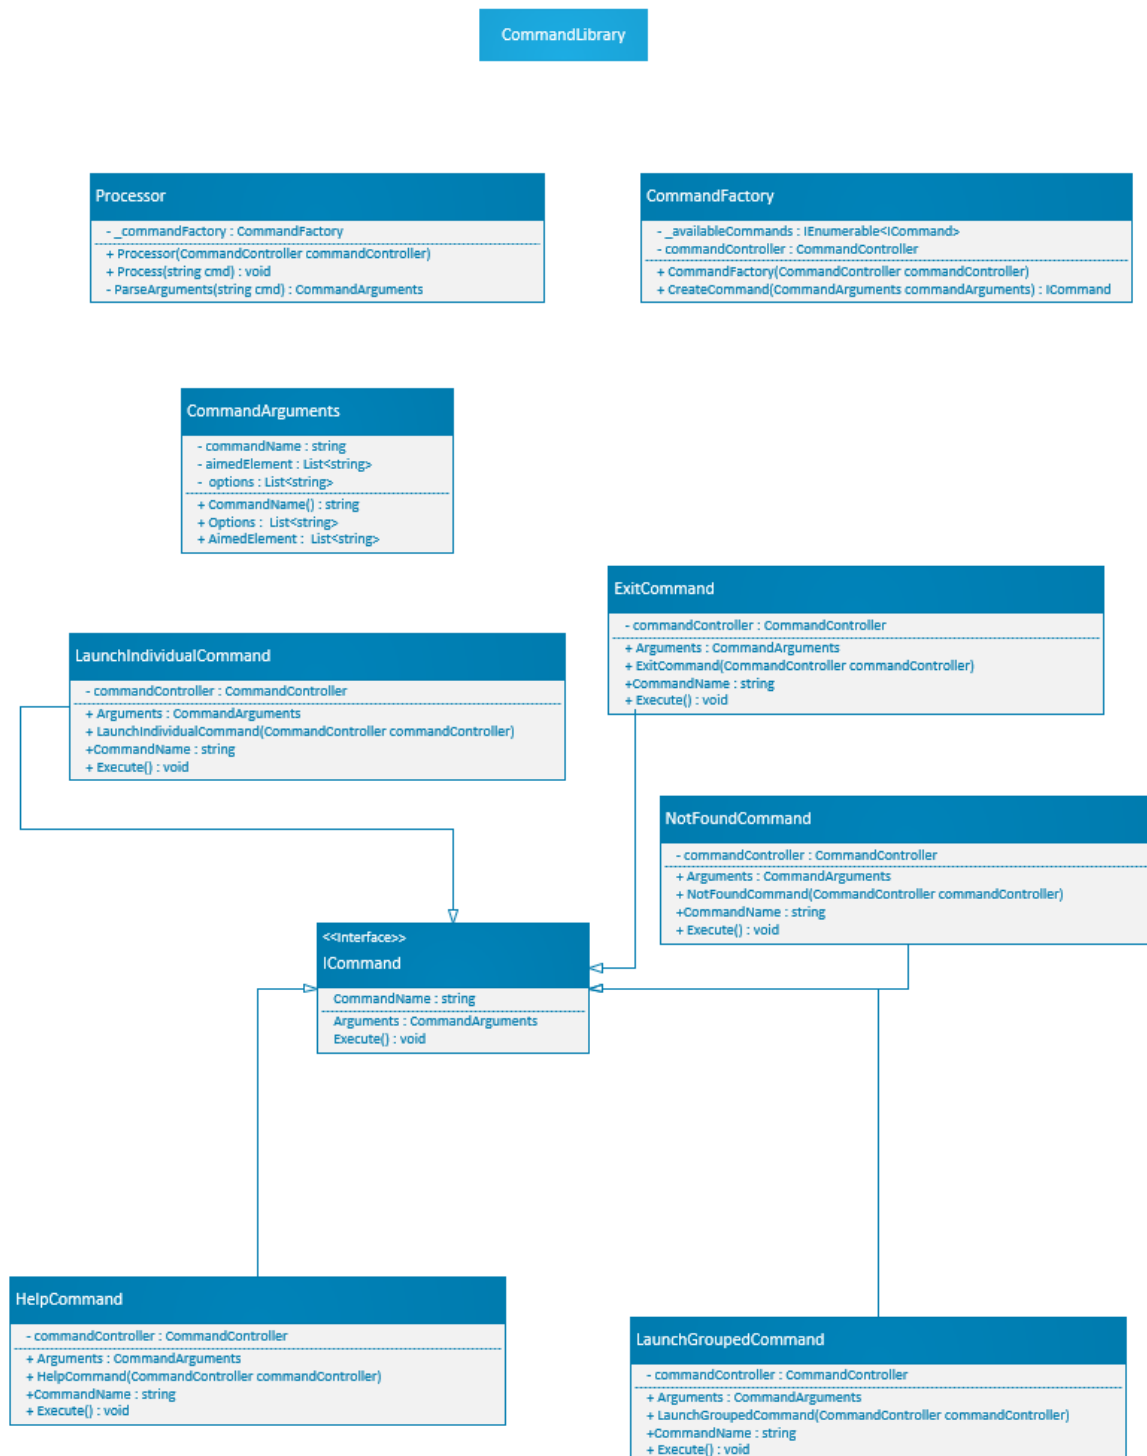 CommandLibrary
Processor
- _commandFactory : CommandFactory
+ Processor(CommandController commandController)
+ Process(string cmd) : void
- ParseArguments(string cmd) : CommandArguments
CommandFactory
- _availableCommands : IEnumerable<ICommand>
- commandController : CommandController
+ CommandFactory(CommandController commandController)
+ CreateCommand(CommandArguments commandArguments) : ICommand
CommandArguments
- commandName : string
- aimedElement : List<string>
-  options : List<string>
+ CommandName() : string
+ Options :  List<string>
+ AimedElement :  List<string>
ExitCommand
- commandController : CommandController
+ Arguments : CommandArguments
+ ExitCommand(CommandController commandController)
+CommandName : string
+ Execute() : void
LaunchIndividualCommand
- commandController : CommandController
+ Arguments : CommandArguments
+ LaunchIndividualCommand(CommandController commandController)
+CommandName : string
+ Execute() : void
NotFoundCommand
- commandController : CommandController
+ Arguments : CommandArguments
+ NotFoundCommand(CommandController commandController)
+CommandName : string
+ Execute() : void
<<Interface>>
ICommand
CommandName : string
Arguments : CommandArguments
Execute() : void
HelpCommand
- commandController : CommandController
+ Arguments : CommandArguments
+ HelpCommand(CommandController commandController)
+CommandName : string
+ Execute() : void
LaunchGroupedCommand
- commandController : CommandController
+ Arguments : CommandArguments
+ LaunchGroupedCommand(CommandController commandController)
+CommandName : string
+ Execute() : void